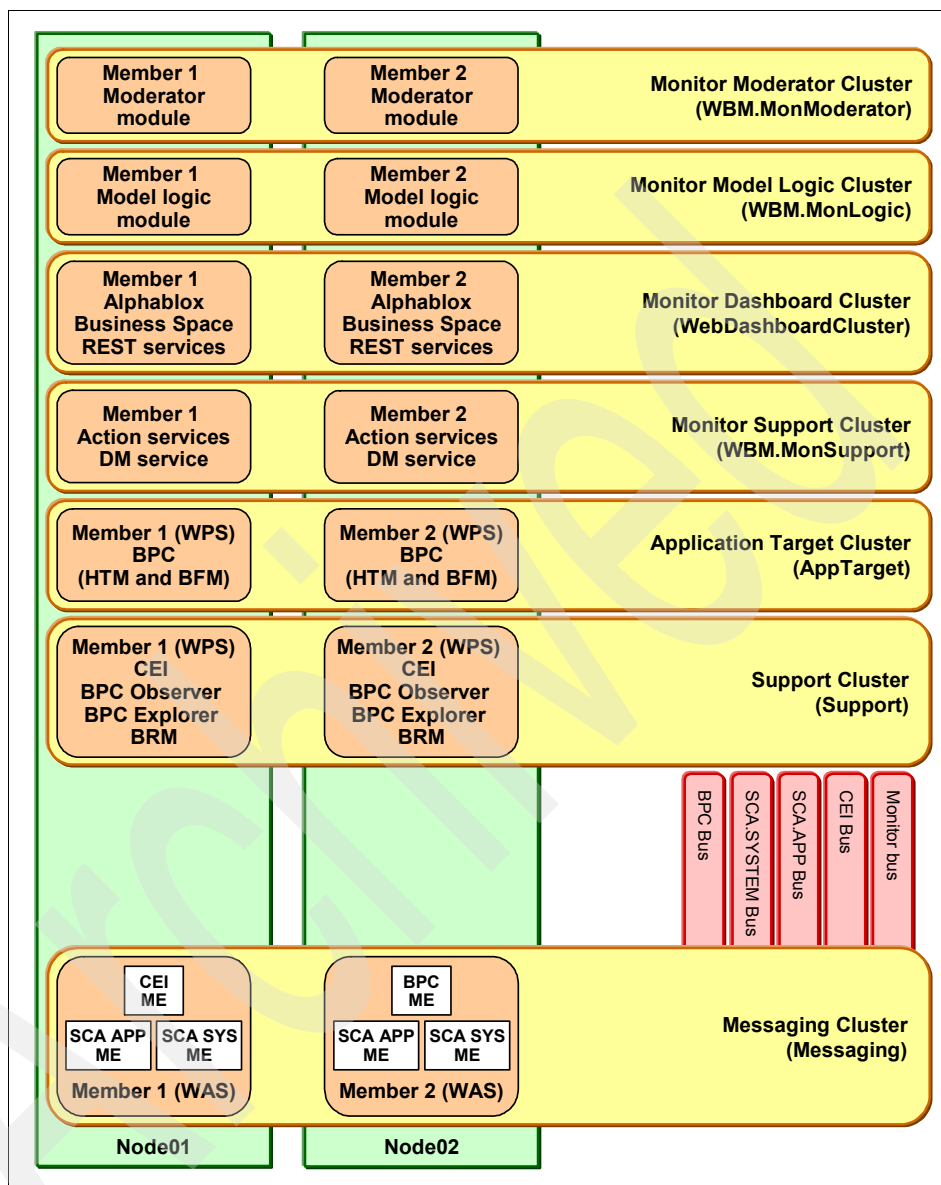 Member 1
Moderator
module
Member 2
Moderator
module
Monitor Moderator Cluster
(WBM.MonModerator)
Member 1
Model logic
module
Member 2
Model logic
module
Monitor Model Logic Cluster
(WBM.MonLogic)
Member 1
Alphablox
Business Space
REST services
Member 2
Alphablox
Business Space
REST services
Monitor Dashboard Cluster
(WebDashboardCluster)
Member 1
Action services
DM service
Member 2
Action services
DM service
Monitor Support Cluster
(WBM.MonSupport)
Member 1 (WPS)
BPC
(HTM and BFM)
Member 2 (WPS)
BPC
(HTM and BFM)
Application Target Cluster
(AppTarget)
Member 1 (WPS)
CEI
BPC Observer
BPC Explorer
BRM
Member 2 (WPS)
CEI
BPC Observer
BPC Explorer
BRM
Support Cluster
(Support)
BPC Bus
SCA.SYSTEM Bus
SCA.APP Bus
CEI Bus
Monitor bus
CEI
ME
SCA APP
ME
SCA SYS
ME
Member 1 (WAS)
BPC
ME
SCA APP
ME
SCA SYS
ME
Member 2 (WAS)
Messaging Cluster
(Messaging)
Node01
Node02
Archived